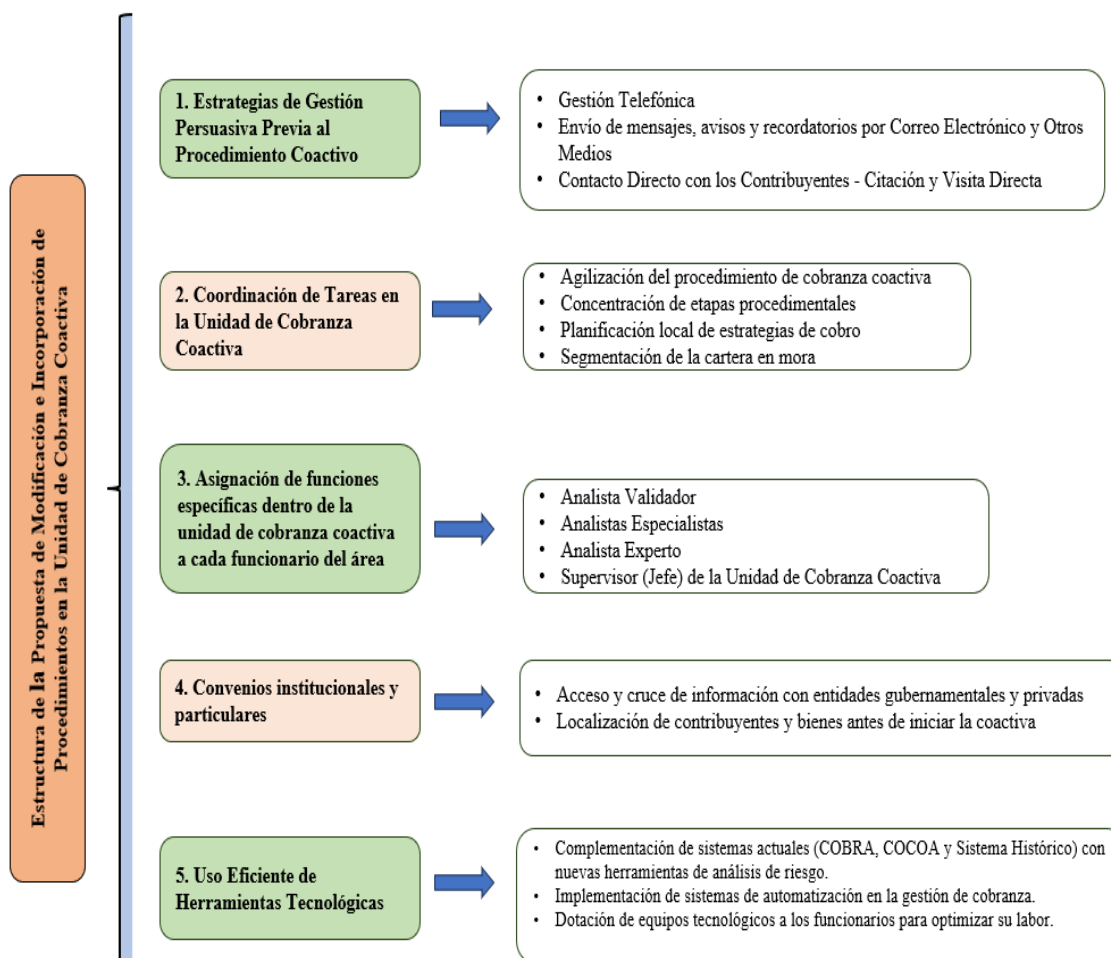 Estructura de la Propuesta de Modificación e Incorporación de
Procedimientos en la Unidad de Cobranza Coactiva
1. Estrategias de Gestión
Persuasiva Previa al
Procedimiento Coactivo
• Gestión Telefónica
• Envío de mensajes, avisos y recordatorios por Correo Electrónico y Otros
Medios
• Contacto Directo con los Contribuyentes - Citación y Visita Directa
2. Coordinación de Tareas en
la Unidad de Cobranza
Coactiva
• Agilización del procedimiento de cobranza coactiva
• Concentración de etapas procedimentales
• Planificación local de estrategias de cobro
• Segmentación de la cartera en mora
3. Asignación de funciones
específicas dentro de la
unidad de cobranza coactiva
a cada funcionario del área
• Analista Validador
• Analistas Especialistas
• Analista Experto
• Supervisor (Jefe) de la Unidad de Cobranza Coactiva
4. Convenios institucionales y
particulares
• Acceso y cruce de información con entidades gubernamentales y privadas
• Localización de contribuyentes y bienes antes de iniciar la coactiva
5. Uso Eficiente de
Herramientas Tecnológicas
• Complementación de sistemas actuales (COBRA, COCOA y Sistema Histórico) con
nuevas herramientas de análisis de riesgo.
• Implementación de sistemas de automatización en la gestión de cobranza.
• Dotación de equipos tecnológicos a los funcionarios para optimizar su labor.